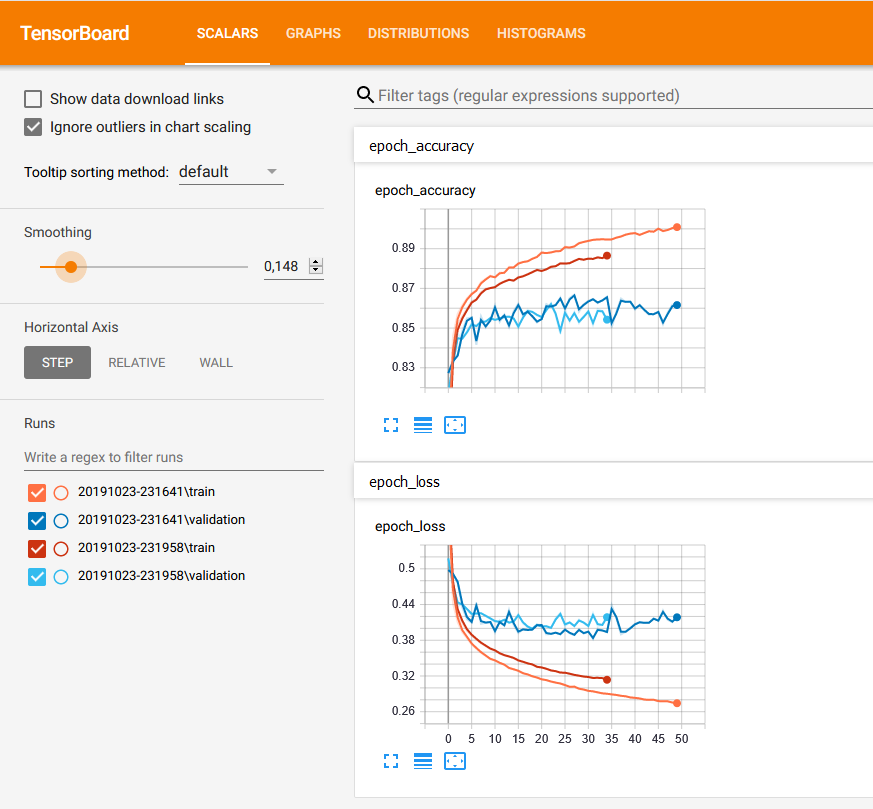 TensorBoard SCALARS GRAPHS DISTRIBUTIONS HISTOGRAMS
Show data download links
Ignore outliers in chart scaling
Tooltip sorting method: default
Smoothing
0,148
Horizontal Axis
STEP RELATIVE WALL
Runs
Write a regex to filter runs
20191023-231641\train
20191023-231641\validation
20191023-231958\train
20191023-231958\validation
Filter tags (regular expressions supported)
epoch_accuracy
epoch_accuracy
0.89
0.87
0.85
0.83
epoch_loss
epoch_loss
0.5
0.44
0.38
0.32
0.26
0 5 10 15 20 25 30 35 40 45 50